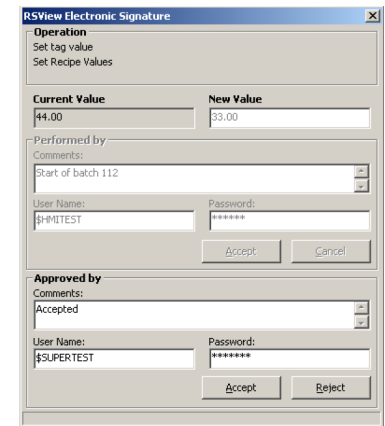 RSView Electronic Signature
Operation
Set tag value
Set Recipe Values
Current Value New Value
44.00 33.00
Performed by
Comments:
Start of batch 112
User Name: Password:
$HMITEST ******
Accept Cancel
Approved by
Comments:
Accepted
User Name: Password:
$SUPERTEST *******
Accept Reject